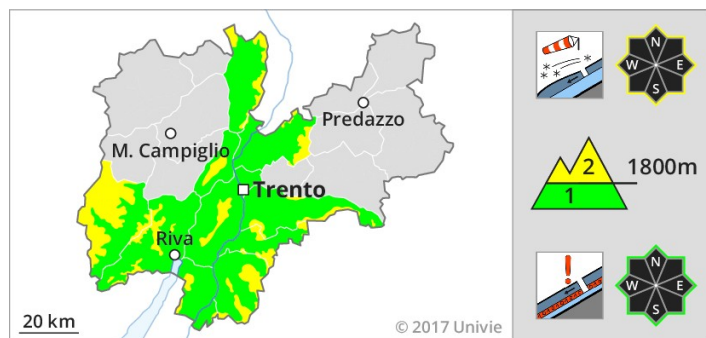 M. Campiglio
Predazzo
Trento
Riva
20 km
© 2017 Univie
N
W E
S
2
1800m
1
N
W E
S